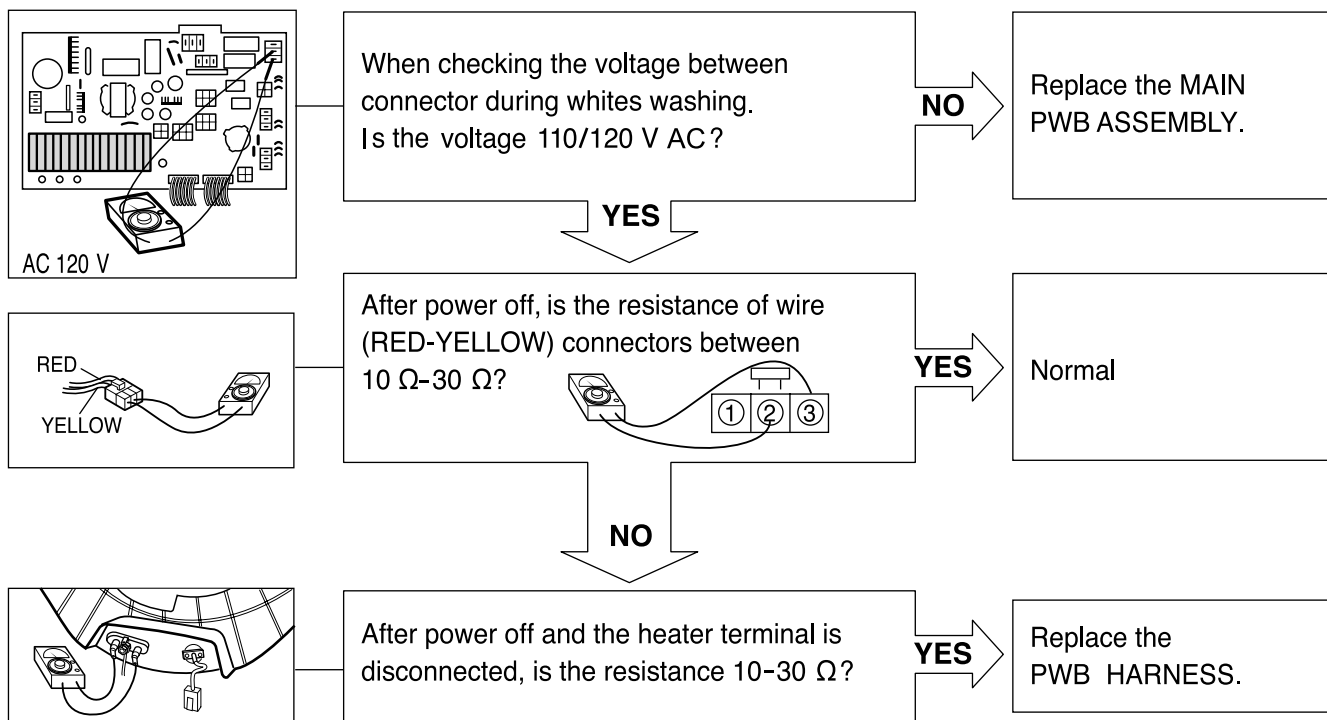 AC 120 V
When checking the voltage between
connector during whites washing.
Is the voltage 110/120 V AC?
NO
Replace the MAIN
PWB ASSEMBLY.
YES
RED
YELLOW
After power off, is the resistance of wire
(RED-YELLOW) connectors between
10 Ω-30 Ω?
① ② ③
YES
Normal
NO
After power off and the heater terminal is
disconnected, is the resistance 10-30 Ω?
YES
Replace the
PWB HARNESS.